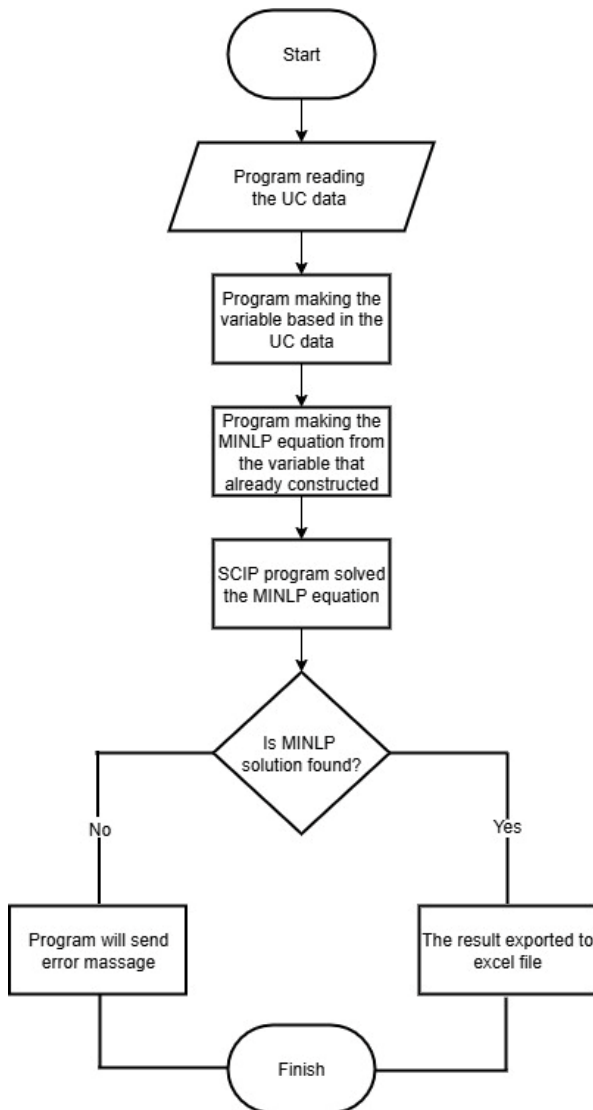 Start
Program reading
the UC data
Program making the
variable based in the
UC data
Program making the
MINLP equation from
the variable that
already constructed
SCIP program solved
the MINLP equation
Is MINLP
solution found?
No
Yes
Program will send
error massage
The result exported to
excel file
Finish